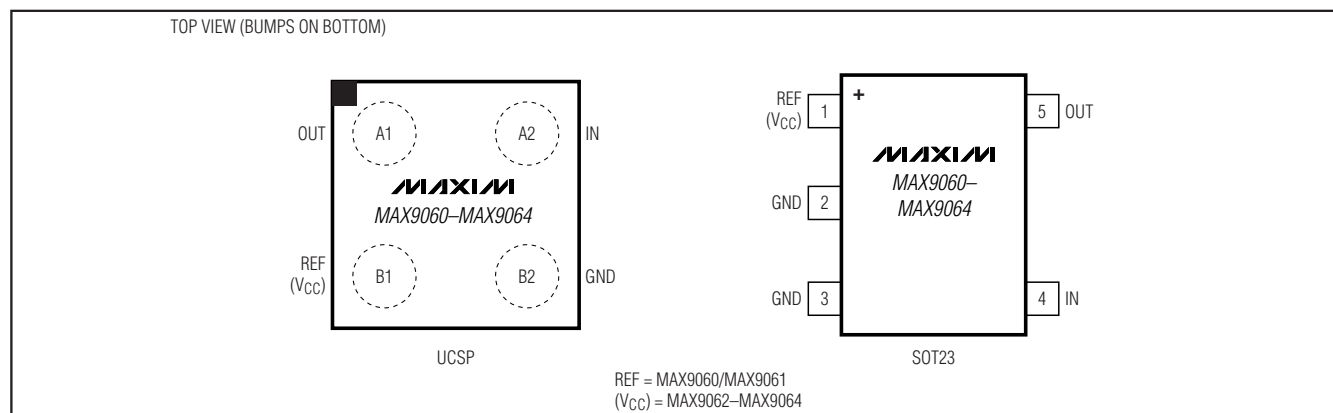 TOP VIEW (BUMPS ON BOTTOM)
OUT
A1
A2
IN
MAXIM
MAX9060–MAX9064
REF
(VCC)
B1
B2
GND
UCSP
REF
(VCC)
1
+
5
OUT
MAXIM
MAX9060–
MAX9064
GND
2
GND
3
4
IN
SOT23
REF = MAX9060/MAX9061
(VCC) = MAX9062–MAX9064